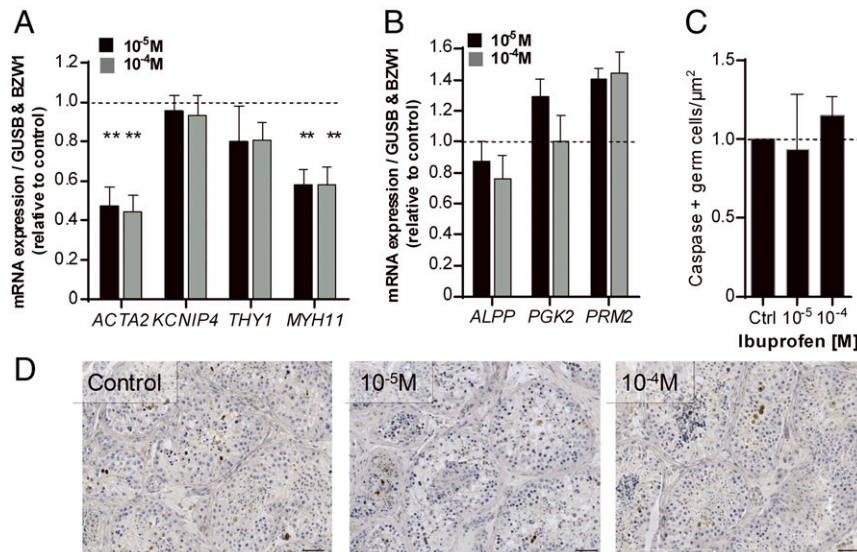 A
10⁻⁵M
10⁻⁴M
mRNA expression / GUSB & BZW1
(relative to control)
1.2
1.0
0.8
0.6
0.4
0.2
0
** ** ** **
ACTA2 KCNIP4 THY1 MYH11
B
10⁻⁵M
10⁻⁴M
mRNA expression / GUSB & BZW1
(relative to control)
1.6
1.4
1.2
1.0
0.8
0.6
0.4
1.2
0
ALPP PGK2 PRM2
C
Caspase + germ cells/µm²
1.5
1.0
0.5
0
Ctrl 10⁻⁵ 10⁻⁴
Ibuprofen [M]
D
Control
10⁻⁵M
10⁻⁴M